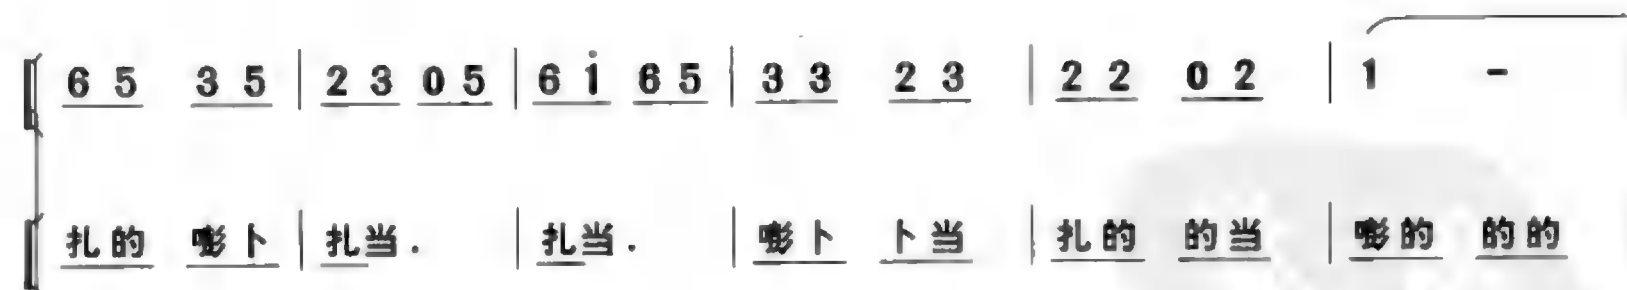 6 5 3 5 | 2 3 0 5 | 6 i 6 5 | 3 3 2 3 | 2 2 0 2 | 1 -
扎的 嘭卜 | 扎当. | 扎当. | 嘭卜 卜当 | 扎的 的当 | 嘭的 的的